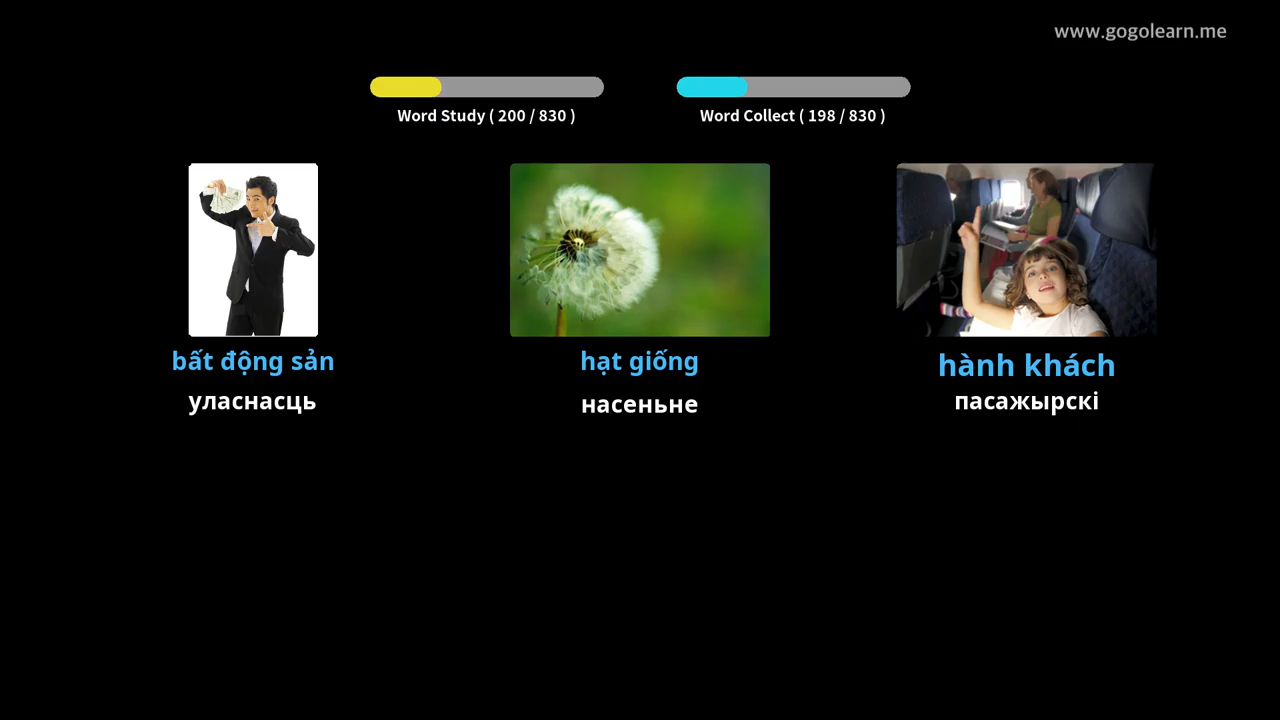 www.gogolearn.me
Word Study ( 200 / 830 )
Word Collect ( 198 / 830 )
bất động sản
уласнасць
hạt giống
насеньне
hành khách
пасажырскі